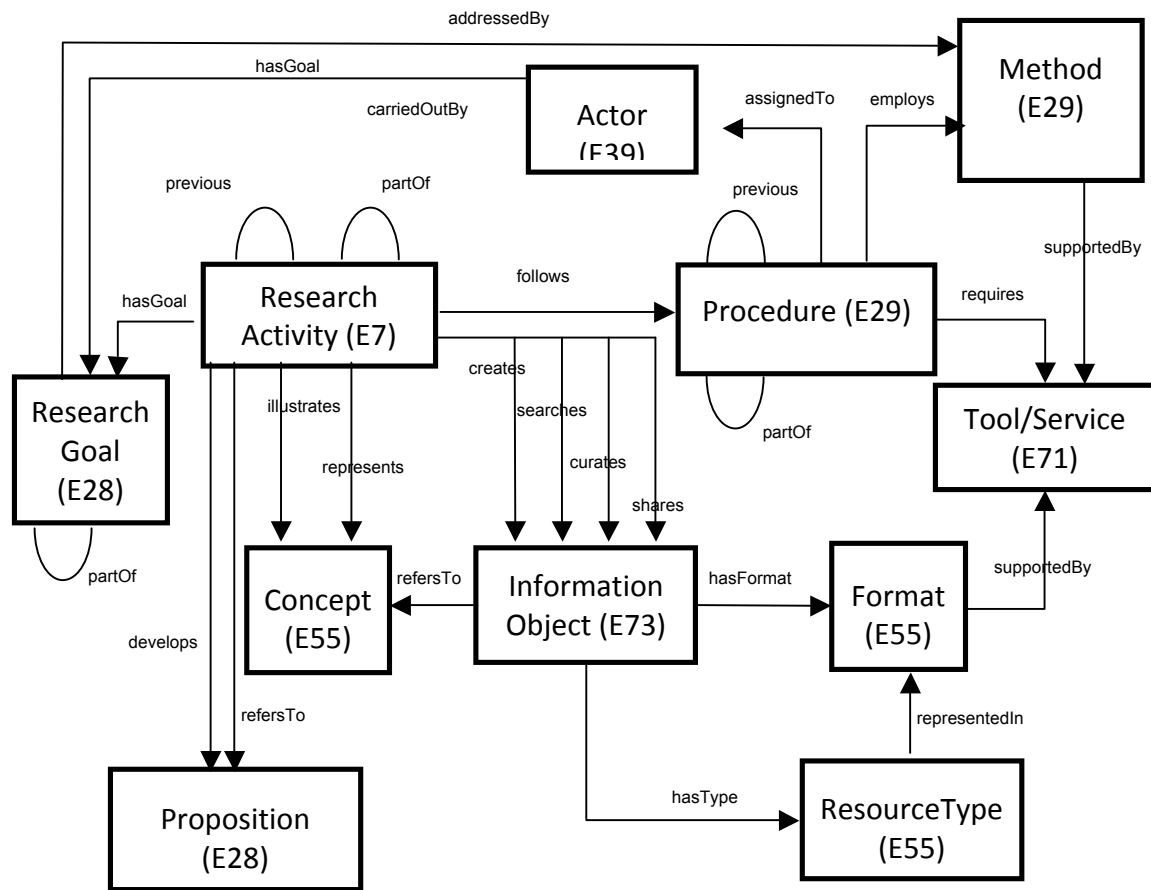 addressedBy
hasGoal
carriedOutBy
Actor
(E39)
assignedTo
employs
Method
(E29)
previous
partOf
previous
supportedBy
hasGoal
Research
Activity (E7)
follows
Procedure (E29)
requires
creates
illustrates
searches
Research
Goal
(E28)
represents
curates
shares
partOf
Tool/Service
(E71)
partOf
Concept
(E55)
refersTo
Information
Object (E73)
hasFormat
Format
(E55)
supportedBy
develops
refersTo
representedIn
Proposition
(E28)
hasType
ResourceType
(E55)